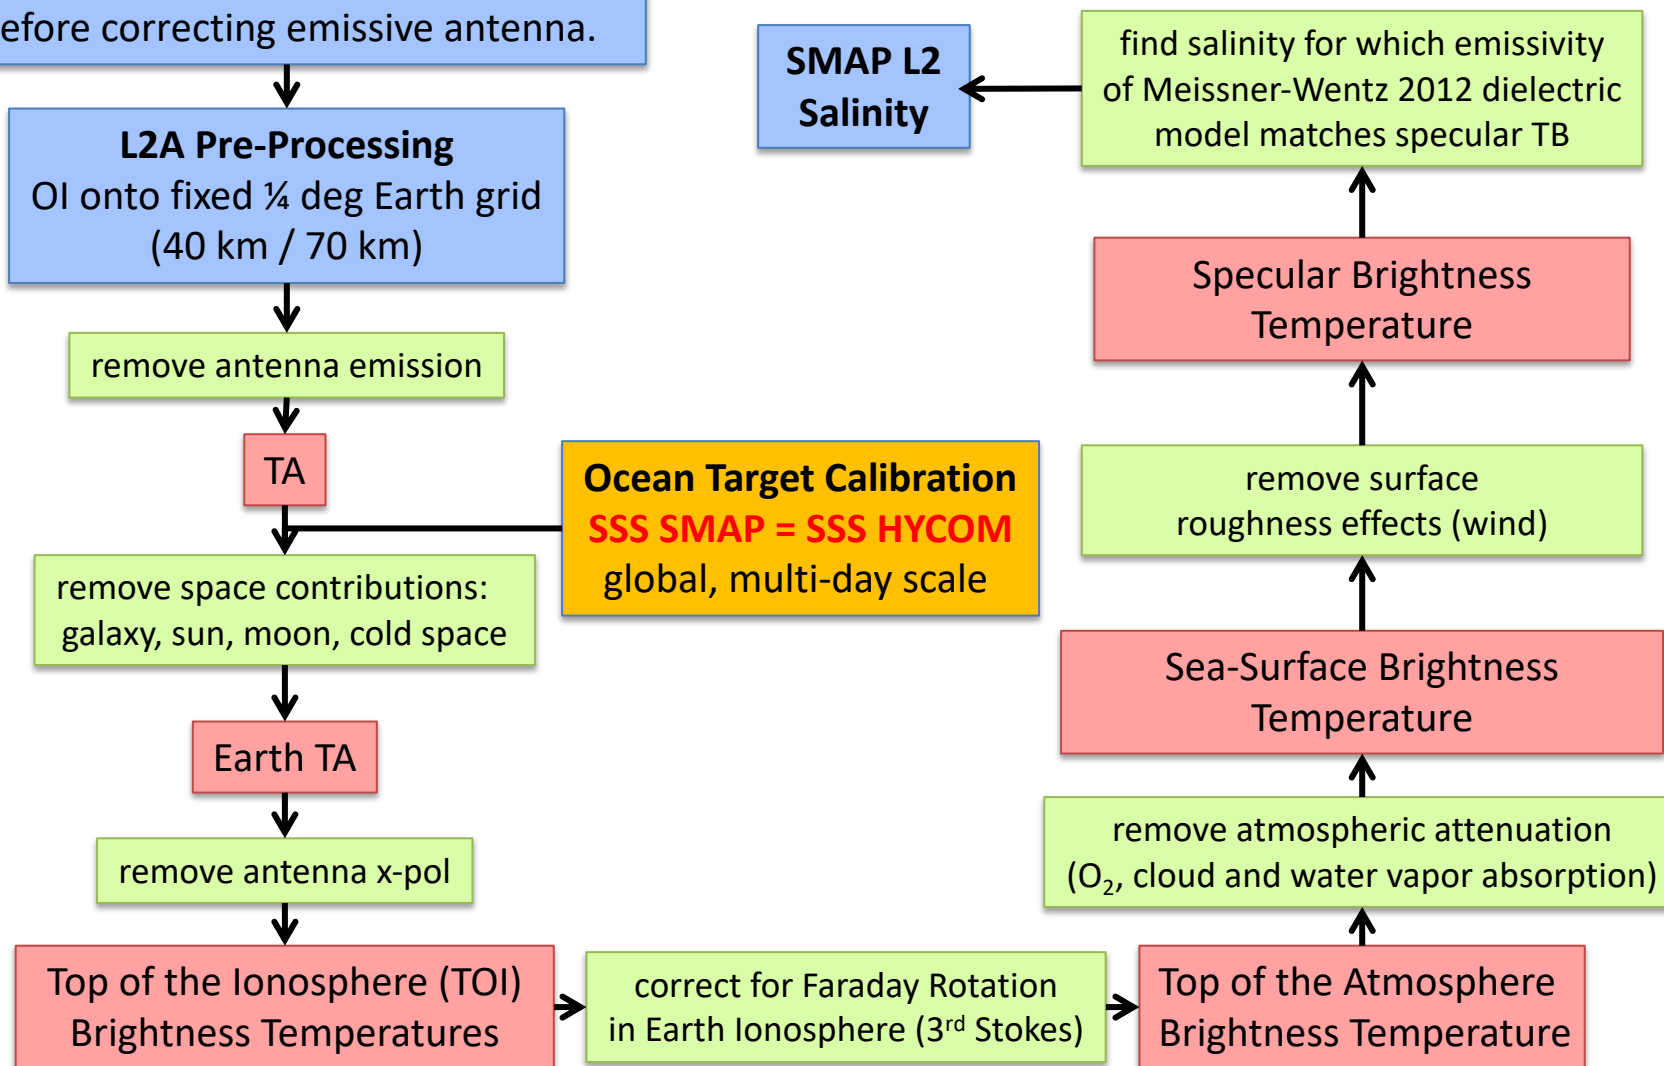 before correcting emissive antenna.
L2A Pre-Processing
OI onto fixed ¼ deg Earth grid
(40 km / 70 km)
remove antenna emission
TA
Ocean Target Calibration
SSS SMAP = SSS HYCOM
global, multi-day scale
remove space contributions:
galaxy, sun, moon, cold space
Earth TA
remove antenna x-pol
Top of the Ionosphere (TOI)
Brightness Temperatures
correct for Faraday Rotation
in Earth Ionosphere (3rd Stokes)
Top of the Atmosphere
Brightness Temperature
remove atmospheric attenuation
(O₂, cloud and water vapor absorption)
Sea-Surface Brightness
Temperature
remove surface
roughness effects (wind)
Specular Brightness
Temperature
find salinity for which emissivity
of Meissner-Wentz 2012 dielectric
model matches specular TB
SMAP L2
Salinity